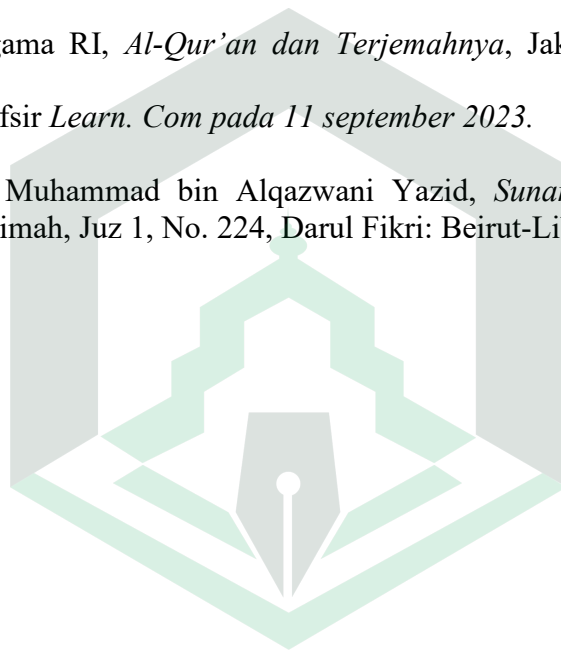 gama RI, Al-Qur’an dan Terjemahnya, Jak
fsir Learn. Com pada 11 september 2023.
Muhammad bin Alqazwani Yazid, Suna
imah, Juz 1, No. 224, Darul Fikri: Beirut-Li